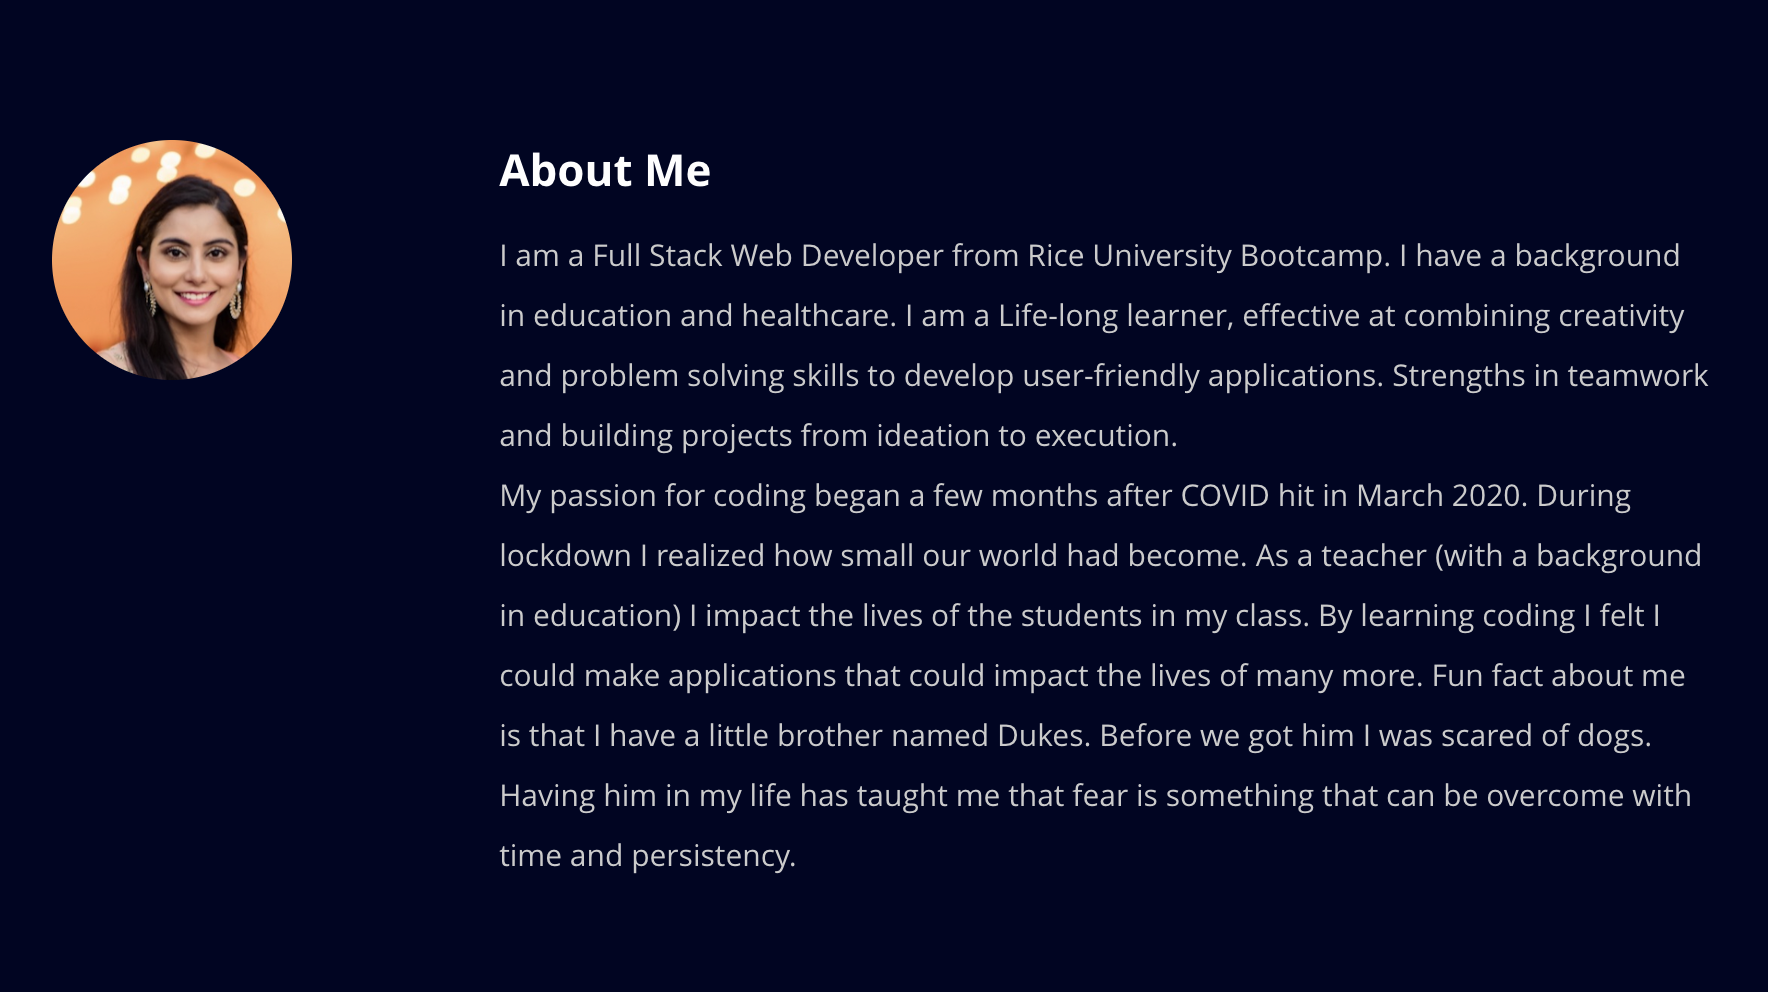 About Me
I am a Full Stack Web Developer from Rice University Bootcamp. I have a background
in education and healthcare. I am a Life-long learner, effective at combining creativity
and problem solving skills to develop user-friendly applications. Strengths in teamwork
and building projects from ideation to execution.
My passion for coding began a few months after COVID hit in March 2020. During
lockdown I realized how small our world had become. As a teacher (with a background
in education) I impact the lives of the students in my class. By learning coding I felt I
could make applications that could impact the lives of many more. Fun fact about me
is that I have a little brother named Dukes. Before we got him I was scared of dogs.
Having him in my life has taught me that fear is something that can be overcome with
time and persistency.